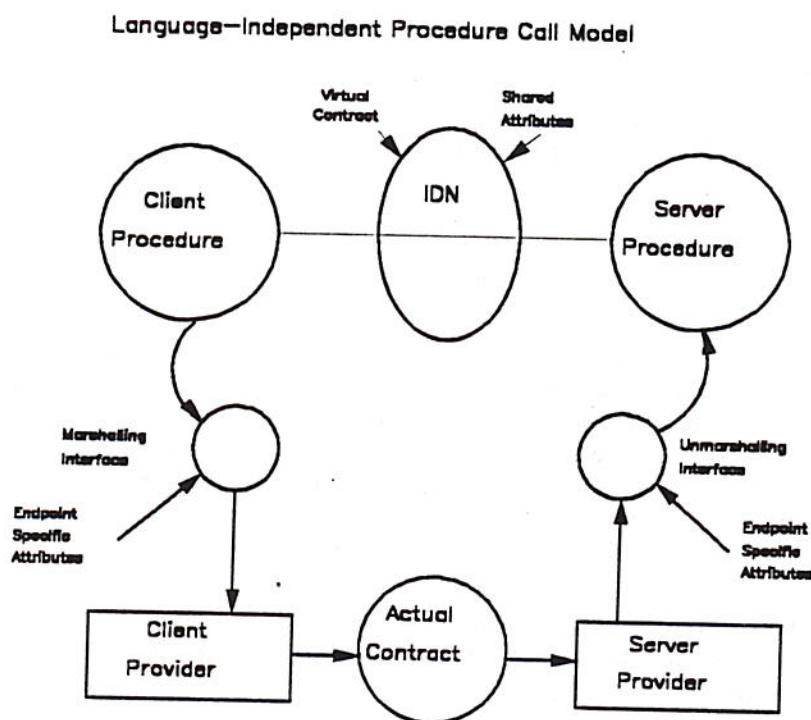 Language-Independent Procedure Call Model
Virtual
Contract
Shared
Attributes
Client
Procedure
IDN
Server
Procedure
Marshalling
Interface
Unmarshalling
Interface
Endpoint
Specific
Attributes
Endpoint
Specific
Attributes
Client
Provider
Actual
Contract
Server
Provider